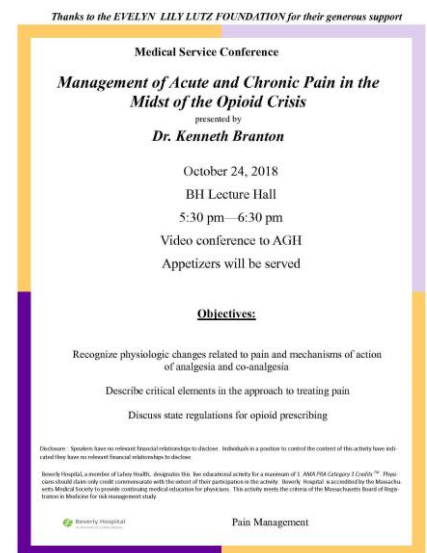 Thanks to the EVELYN LILY LUTZ FOUNDATION for their generous support
Medical Service Conference
Management of Acute and Chronic Pain in the
Midst of the Opioid Crisis
presented by
Dr. Kenneth Branton
October 24, 2018
BH Lecture Hall
5:30 pm—6:30 pm
Video conference to AGH
Appetizers will be served
Objectives:
Recognize physiologic changes related to pain and mechanisms of action
of analgesia and co-analgesia
Describe critical elements in the approach to treating pain
Discuss state regulations for opioid prescribing
Disclosure: Speakers have no relevant financial relationships to disclose. Individuals in a position to control the content of this activity have indi-
cated they have no relevant financial relationships to disclose.
Beverly Hospital, a member of Lahey Health, designates this live educational activity for a maximum of 1 AMA PRA Category 1 Credits ™. Physi-
cians should claim only credit commensurate with the extent of their participation in the activity. Beverly Hospital is accredited by the Massachu-
setts Medical Society to provide continuing medical education for physicians. This activity meets the criteria of the Massachusetts Board of Regis-
tration in Medicine for risk management study.
Beverly Hospital
Pain Management